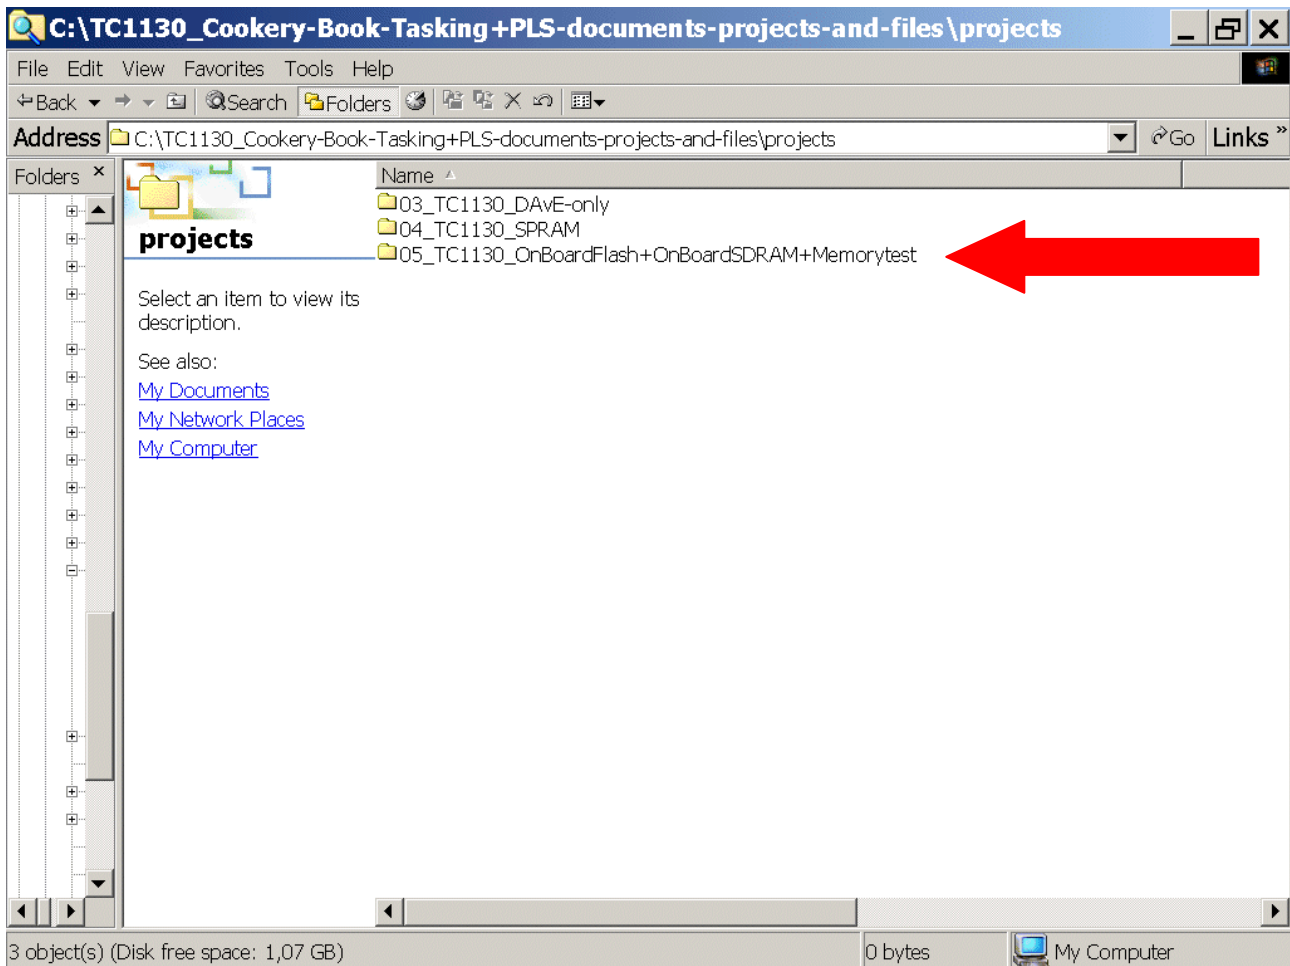 C:\TC1130_Cookery-Book-Tasking+PLS-documents-projects-and-files\projects
File Edit View Favorites Tools Help
Back Search Folders
Address C:\TC1130_Cookery-Book-Tasking+PLS-documents-projects-and-files\projects Go Links »
Folders × Name
03_TC1130_DAvE-only
04_TC1130_SPRAM
projects
05_TC1130_OnBoardFlash+OnBoardSDRAM+Memorytest
Select an item to view its
description.
See also:
My Documents
My Network Places
My Computer
3 object(s) (Disk free space: 1,07 GB) 0 bytes My Computer